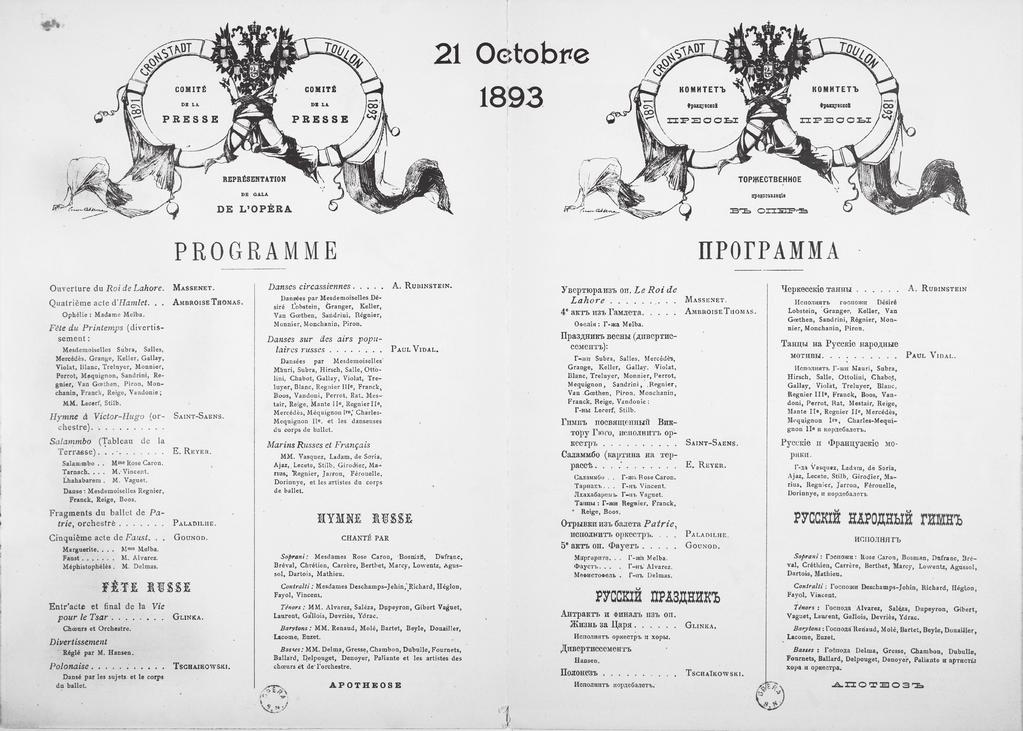 21 Octobre
1893
CRONSTADT
TOULON
1891
1893
COMITÉ
DE LA
PRESSE
COMITÉ
DE LA
PRESSE
REPRÉSENTATION
DE GALA
DE L'OPÉRA
PROGRAMME
Ouverture du Roi de Lahore. MASSENET.
Quatrième acte d'Hamlet. . . AMBROISE THOMAS.
Ophélie : Madame Melba.
Fête du Printemps (divertis-
sement :
Mesdemoiselles Subra, Salles,
Mercédès, Grange, Keller, Gallay,
Violat, Blanc, Treluyer, Monnier,
Perrot, Mequignon, Sandrini, Re-
gnier, Van Gœthen, Piron, Mon-
chanin, Franck, Reige, Vandonie ;
MM. Lecerf, Stilb.
Hymne à Victor-Hugo (or- SAINT-SAENS.
chestre). . . . . . . . . . .
Salammbo (Tableau de la
Terrasse). . . . . . . . . . E. REYER.
Salammbo . . Mme Rose Caron.
Tarnach. . . . M. Vincent.
Lhahabarem . M. Vaguet.
Danse : Mesdemoiselles Regnier,
Franck, Reige, Boos.
Fragments du ballet de Pa-
trie, orchestre . . . . . . . PALADILHE.
Cinquième acte de Faust. . . GOUNOD.
Marguerite. . . . Mme Melba.
Faust . . . . . . . M. Alvarez.
Méphistophélès . M. Delmas.
FÊTE RUSSE
Entr'acte et final de la Vie
pour le Tsar . . . . . . . . GLINKA.
Chœurs et Orchestre.
Divertissement
Réglé par M. Hansen.
Polonaise . . . . . . . . . . . TSCHAIKOWSKI.
Dansé par les sujets et le corps
du ballet.
Danses circassiennes . . . . . A. RUBINSTEIN.
Dansées par Mesdemoiselles Dé-
siré Lobstein, Granger, Keller,
Van Gœthen, Sandrini, Régnier,
Monnier, Monchanin, Piron.
Danses sur des airs popu-
laires russes . . . . . . . . PAUL VIDAL.
Dansées par Mesdemoiselles
Mauri, Subra, Hirsch, Salle, Otto-
lini, Chabot, Gallay, Violat, Tre-
luyer, Blanc, Regnier IIIe, Franck,
Boos, Vandoni, Perrot, Rat, Mes-
tair, Reige, Mante IIe, Regnier IIe,
Mercédès, Méquignon Ire, Charles-
Mequignon IIe. et les danseuses
du corps de ballet.
Marins Russes et Français
MM. Vasquez, Ladam, de Soria,
Ajaz, Lecete, Stilb, Girodier, Ma-
rius, Regnier, Jarron, Férouelle,
Dorinnye, et les artistes du corps
de ballet.
HYMNE RUSSE
CHANTÉ PAR
Soprani : Mesdames Rose Caron, Bosman, Dufrane,
Bréval, Chrétien, Carrère, Berthet, Marcy, Lowentz, Agus-
sol, Dartois, Mathieu.
Contralti : Mesdames Deschamps-Jehin, Richard, Héglon,
Fayol, Vincent.
Ténors : MM. Alvarez, Saléza, Dupeyron, Gibert Vaguet,
Laurent, Gallois, Devriès, Ydrac.
Barytons : MM. Renaud, Molé, Bartet, Beyle, Douailler,
Lacome, Euzet.
Basses : MM. Delma, Gresse, Chambon, Dubulle, Fournets,
Ballard, Delpouget, Denoyer, Paliante et les artistes des
chœurs et de l'orchestre.
APOTHEOSE
CRONSTADT
TOULON
1891
1893
КОМИТЕТЪ
Французской
ПРЕССЫ
КОМИТЕТЪ
Французской
ПРЕССЫ
ТОРЖЕСТВЕННОЕ
представленіе
ВЪ ОПЕРѢ
ПРОГРАММА
Увертюра изъ оп. Le Roi de
Lahore . . . . . . . . . . MASSENET.
4й актъ изъ Гамлета. . . . . AMBROISE THOMAS.
Офелія : Г-жа Melba.
Праздникъ весны (дивертис-
сементъ):
Г-жи Subra, Salles, Mercédès,
Grange, Keller, Gallay, Violat,
Blanc, Treluyer, Monnier, Perrot,
Mequignon, Sandrini, Regnier,
Van Gœthen, Piron, Monchanin,
Franck, Reige, Vandonie :
Г-ны Lecerf, Stilb.
Гимнъ посвященный Вик-
тору Гюго, исполнитъ ор-
кестръ . . . . . . . . . . . SAINT-SAENS.
Саламмбо (картина на тер-
рассѣ. . . . . . . . . . . . E. REYER.
Саламмбо . . Г-жа Rose Caron.
Тарнахъ. . . Г-нъ Vincent.
Лхахабаремъ Г-нъ Vaguet.
Танцы : Г-жи Regnier, Franck,
Reige, Boos.
Отрывки изъ балета Patrie,
исполнитъ оркестръ. . . . PALADILHE.
5й актъ оп. Фаустъ . . . . . GOUNOD.
Маргарита. . . Г-жа Melba.
Фаустъ. . . . Г-нъ Alvarez.
Мефистофель . Г-нъ Delmas.
РУССКІЙ ПРАЗДНИКЪ
Антрактъ и финалъ изъ оп.
Жизнь за Царя . . . . . . GLINKA.
Исполнитъ оркестръ и хоры.
Дивертиссементъ
Hansen.
Полонезъ . . . . . . . . . . TSCHAÏKOWSKI.
Исполнитъ кордебалетъ.
Черкесскіе танцы . . . . . . A. RUBINSTEIN
Исполнятъ госпожи Désiré
Lobstein, Granger, Keller, Van
Gœthen, Sandrini, Régnier, Mon-
nier, Monchanin, Piron.
Танцы на Русскіе народные
мотивы. . . . . . . . . . . PAUL VIDAL.
Исполнятъ Г-жи Mauri, Subra,
Hirsch, Salle, Ottolini, Chabot,
Gallay, Violat, Treluyer, Blanc,
Regnier IIIe, Franck, Boos, Van-
doni, Perrot, Rat, Mestair, Reige,
Mante IIe, Regnier IIe, Mercédès,
Mequignon Ire, Charles-Mequi-
gnon IIe и кордебалетъ.
Русскіе и Французскіе мо-
ряки.
Г-да Vasquez, Ladam, de Soria,
Ajaz, Lecete, Stilb, Girodier, Ma-
rius, Regnier, Jarron, Férouelle,
Dorinnye, и кордебалетъ.
РУССКІЙ НАРОДНЫЙ ГИМНЪ
ИСПОЛНЯТЪ
Soprani : Госпожи : Rose Caron, Bosman, Dufrane, Bré-
val, Crétien, Carrère, Berthet, Marcy, Lowentz, Agussol,
Dartois, Mathieu.
Contralti : Госпожи Deschamps-Jehin, Richard, Héglon,
Fayol, Vincent.
Ténors : Господа Alvarez, Saléza, Dupeyron, Gibert,
Vaguet, Laurent, Gallois, Devriès, Ydrac.
Barytons : Господа Renaud, Molé, Bartet, Beyle, Douailler,
Lacome, Euzet.
Basses : Господа Delma, Gresse, Chambon, Dubulle,
Fournets, Ballard, Delpouget, Denoyer, Paliante и артисты
хора и оркестра.
АПОТЕОЗЪ